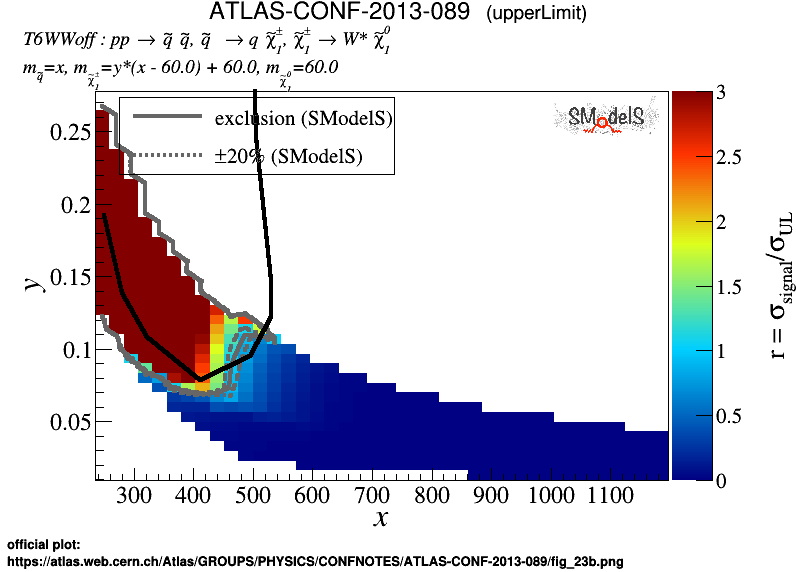 ATLAS-CONF-2013-089 (upperLimit)
T6WWoff : pp → q̃ q̃, q̃ → q χ̃₁±, χ̃₁± → W* χ̃₁⁰
m_q̃=x, m_χ̃₁±=y*(x - 60.0) + 60.0, m_χ̃₁⁰=60.0
exclusion (SModelS)
±20% (SModelS)
SModelS
0.25
0.2
0.15
0.1
0.05
y
300 400 500 600 700 800 900 1000 1100
x
3
2.5
2
1.5
1
0.5
0
r = σ_signal/σ_UL
official plot:
https://atlas.web.cern.ch/Atlas/GROUPS/PHYSICS/CONFNOTES/ATLAS-CONF-2013-089/fig_23b.png